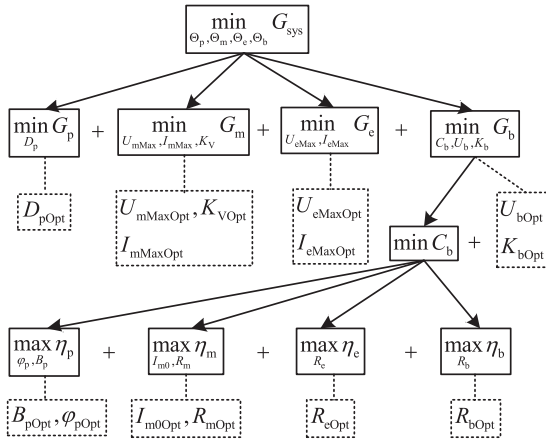 min G_sys
Θ_p,Θ_m,Θ_e,Θ_b
min G_p + min G_m + min G_e + min G_b
D_p U_mMax,I_mMax,K_V U_eMax,I_eMax C_b,U_b,K_b
D_pOpt
U_mMaxOpt,K_VOpt
I_mMaxOpt
U_eMaxOpt
I_eMaxOpt
U_bOpt
K_bOpt
min C_b +
max η_p + max η_m + max η_e + max η_b
φ_p,B_p I_m0,R_m R_e R_b
B_pOpt,φ_pOpt
I_m0Opt,R_mOpt
R_eOpt
R_bOpt